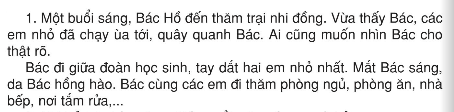 1. Một buổi sáng, Bác Hồ đến thăm trại nhi đồng. Vừa thấy Bác, các
em nhỏ đã chạy ùa tới, quây quanh Bác. Ai cũng muốn nhìn Bác cho
thật rõ.
Bác đi giữa đoàn học sinh, tay dắt hai em nhỏ nhất. Mắt Bác sáng,
da Bác hồng hào. Bác cùng các em đi thăm phòng ngủ, phòng ăn, nhà
bếp, nơi tắm rửa,...